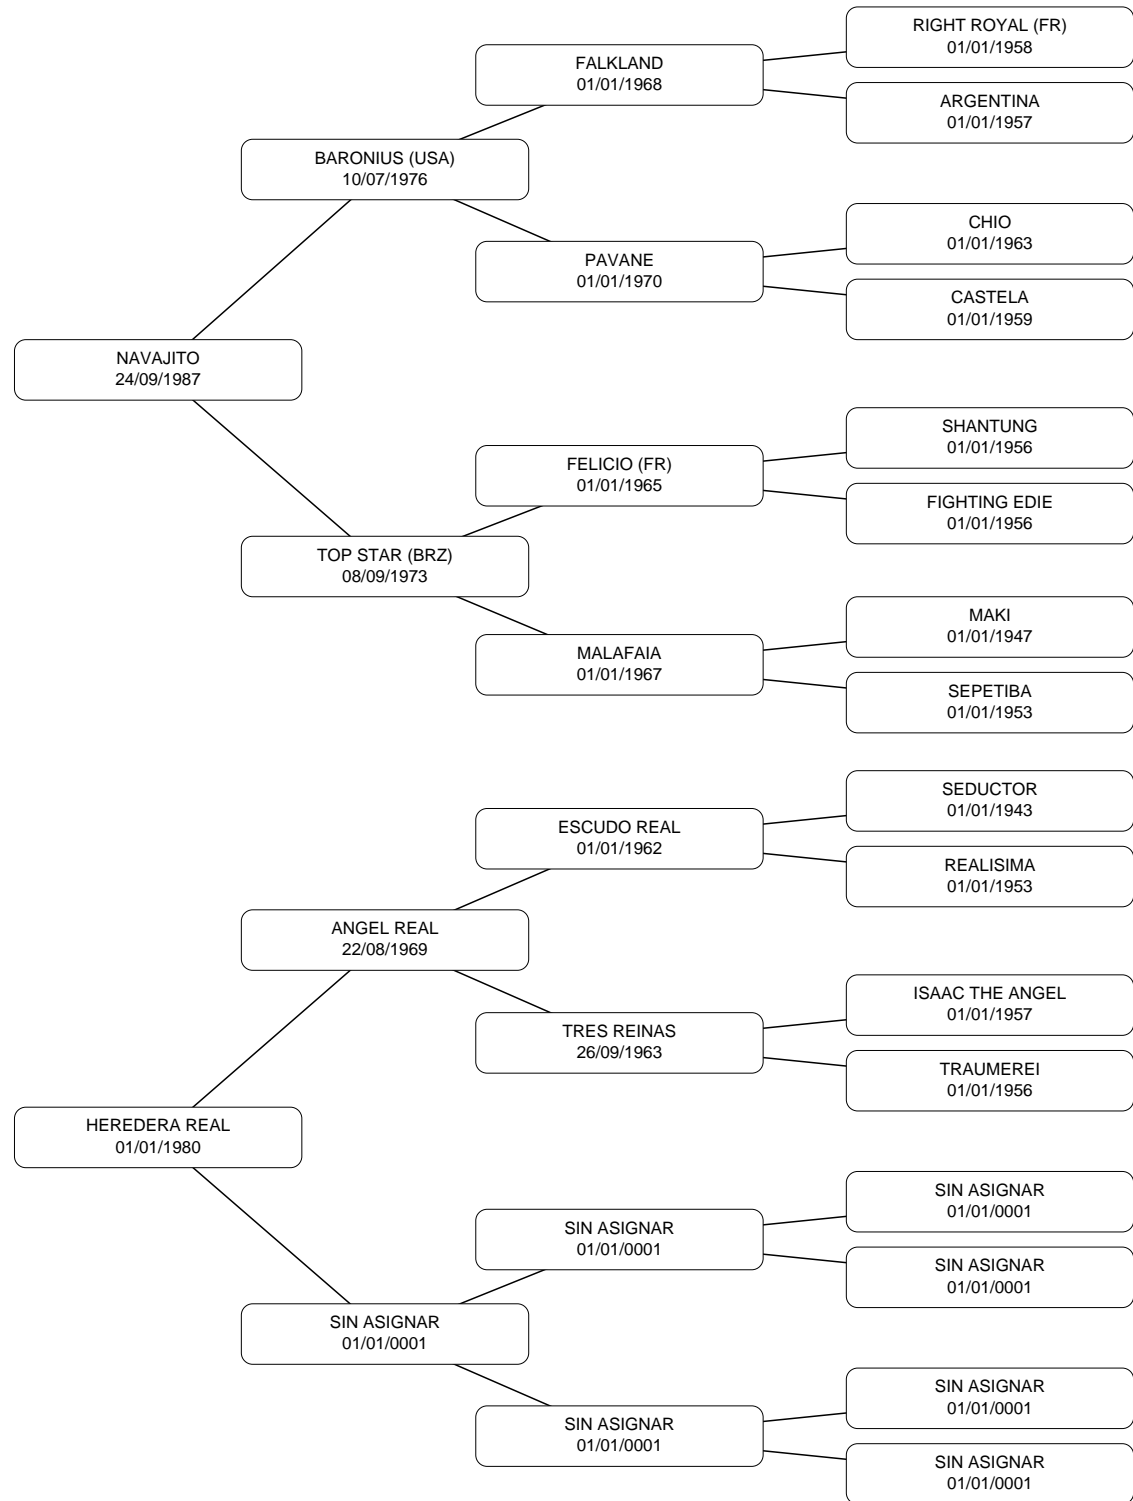 RIGHT ROYAL (FR)
01/01/1958
FALKLAND
01/01/1968
ARGENTINA
01/01/1957
BARONIUS (USA)
10/07/1976
CHIO
01/01/1963
PAVANE
01/01/1970
CASTELA
01/01/1959
NAVAJITO
24/09/1987
SHANTUNG
01/01/1956
FELICIO (FR)
01/01/1965
FIGHTING EDIE
01/01/1956
TOP STAR (BRZ)
08/09/1973
MAKI
01/01/1947
MALAFAIA
01/01/1967
SEPETIBA
01/01/1953
SEDUCTOR
01/01/1943
ESCUDO REAL
01/01/1962
REALISIMA
01/01/1953
ANGEL REAL
22/08/1969
ISAAC THE ANGEL
01/01/1957
TRES REINAS
26/09/1963
TRAUMEREI
01/01/1956
HEREDERA REAL
01/01/1980
SIN ASIGNAR
01/01/0001
SIN ASIGNAR
01/01/0001
SIN ASIGNAR
01/01/0001
SIN ASIGNAR
01/01/0001
SIN ASIGNAR
01/01/0001
SIN ASIGNAR
01/01/0001
SIN ASIGNAR
01/01/0001